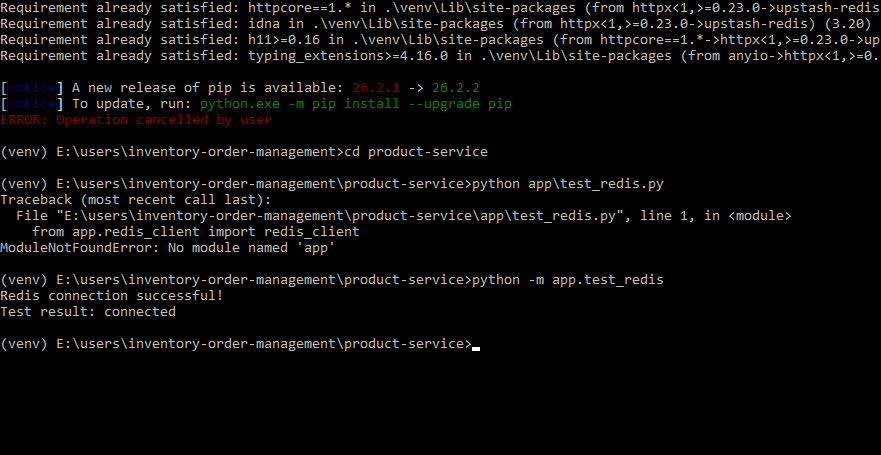 Requirement already satisfied: httpcore==1.* in .\venv\Lib\site-packages (from httpx<1,>=0.23.0->upstash-redis
Requirement already satisfied: idna in .\venv\Lib\site-packages (from httpx<1,>=0.23.0->upstash-redis) (3.20)
Requirement already satisfied: h11>=0.16 in .\venv\Lib\site-packages (from httpcore==1.*->httpx<1,>=0.23.0->up
Requirement already satisfied: typing_extensions>=4.16.0 in .\venv\Lib\site-packages (from anyio->httpx<1,>=0.
[notice] A new release of pip is available: 26.2.1 -> 26.2.2
[notice] To update, run: python.exe -m pip install --upgrade pip
ERROR: Operation cancelled by user
(venv) E:\users\inventory-order-management>cd product-service
(venv) E:\users\inventory-order-management\product-service>python app\test_redis.py
Traceback (most recent call last):
  File "E:\users\inventory-order-management\product-service\app\test_redis.py", line 1, in <module>
    from app.redis_client import redis_client
ModuleNotFoundError: No module named 'app'
(venv) E:\users\inventory-order-management\product-service>python -m app.test_redis
Redis connection successful!
Test result: connected
(venv) E:\users\inventory-order-management\product-service>